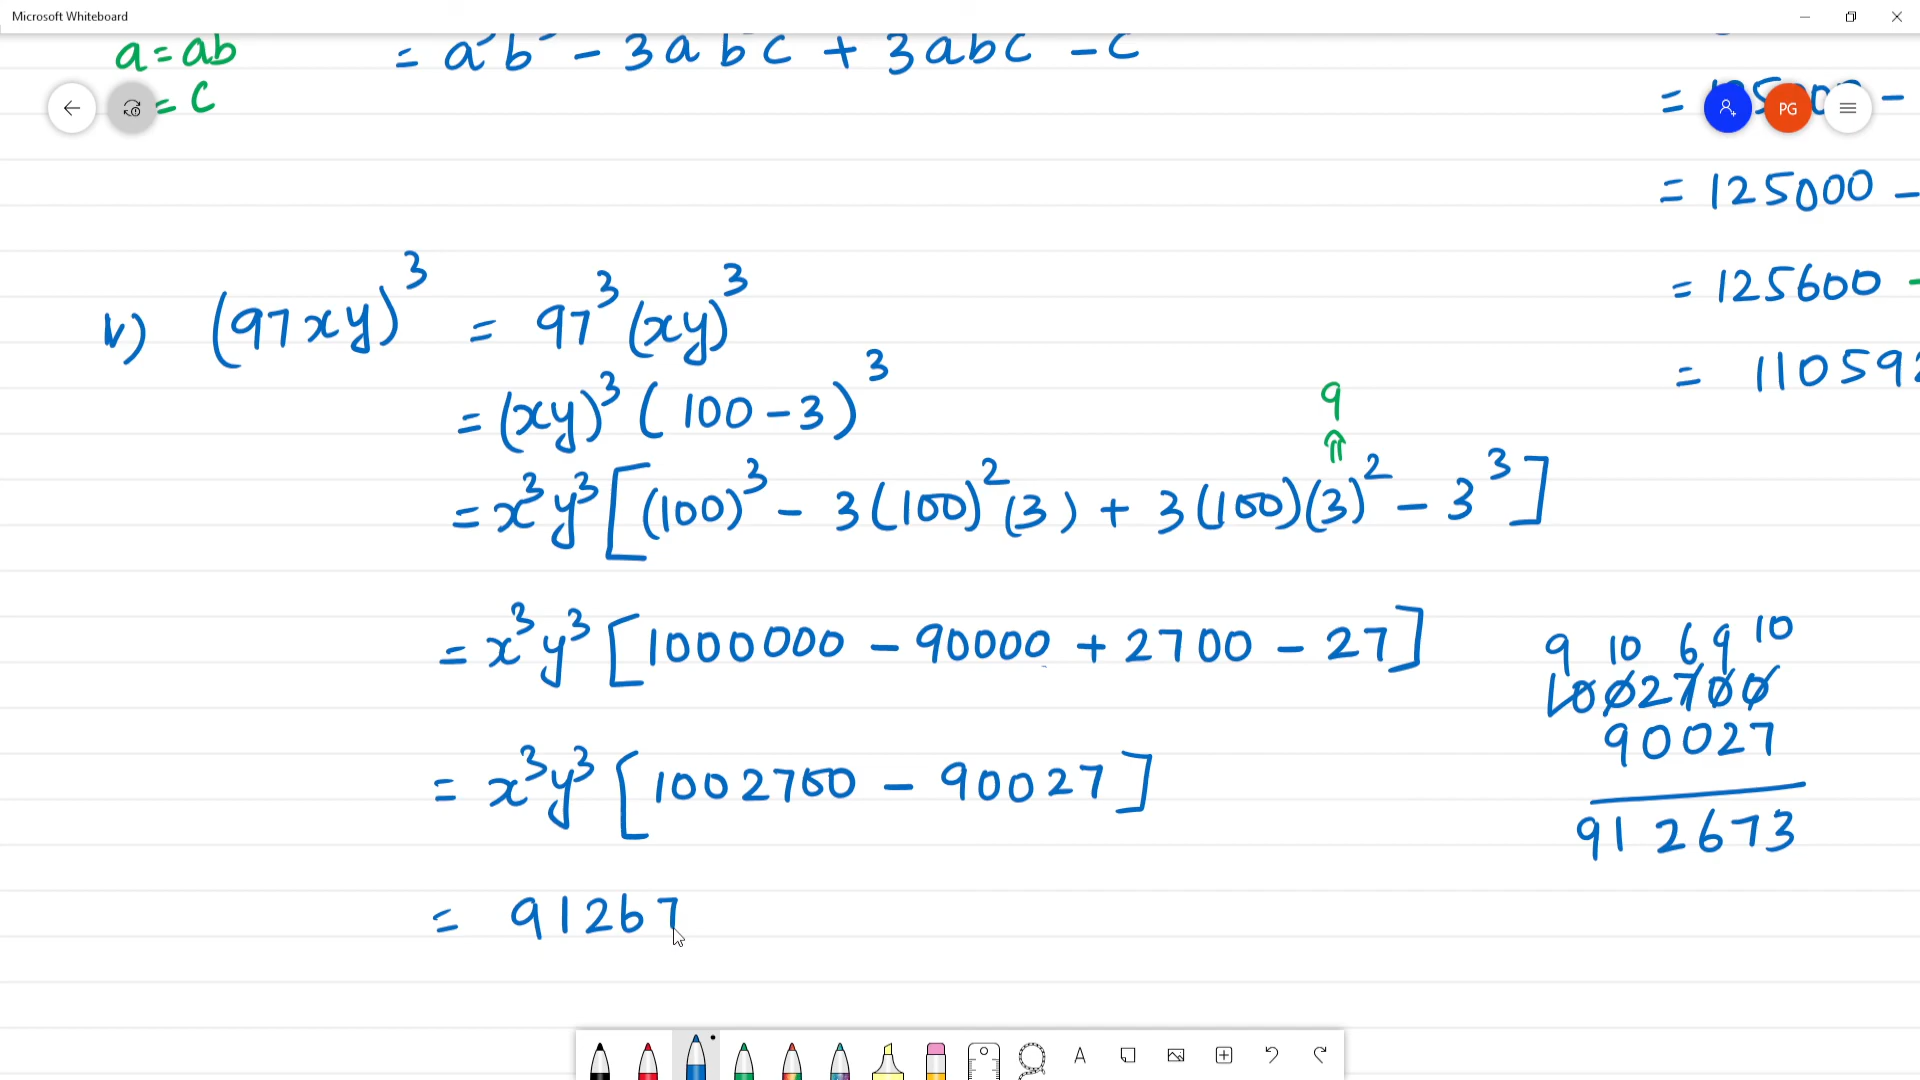 Microsoft Whiteboard
a = ab
= c
= a b - 3 a b c + 3 a b c - c
PG
= 125000 -
= 125600 -
= 110592
v) (97xy)³ = 97³ (xy)³
= (xy)³ (100 - 3)³
9
⇑
= x³y³ [(100)³ - 3(100)²(3) + 3(100)(3)² - 3³]
= x³y³ [1000000 - 90000 + 2700 - 27]
= x³y³ [1002700 - 90027]
= 91267
9 10 6 9 10
1002700
90027
912673
A